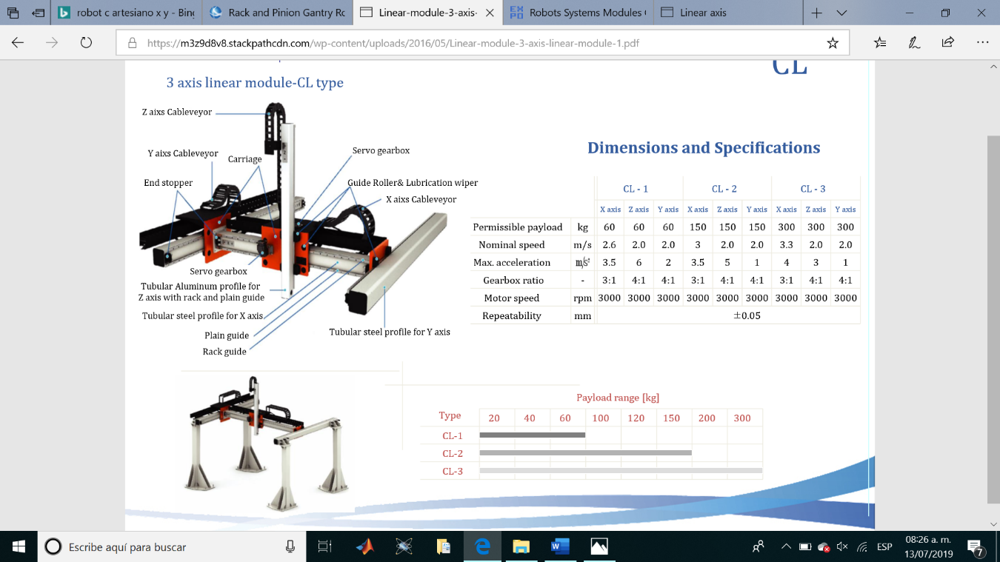 robot c artesiano x y - Bing
Rack and Pinion Gantry Ro
Linear-module-3-axis-
Robots Systems Modules
Linear axis
https://m3z9d8v8.stackpathcdn.com/wp-content/uploads/2016/05/Linear-module-3-axis-linear-module-1.pdf
CL
3 axis linear module-CL type
Z aixs Cableveyor
Y aixs Cableveyor
Carriage
Servo gearbox
End stopper
Guide Roller& Lubrication wiper
X aixs Cableveyor
Servo gearbox
Tubular Aluminum profile for
Z axis with rack and plain guide
Tubular steel profile for X axis
Plain guide
Rack guide
Tubular steel profile for Y axis
Dimensions and Specifications
CL - 1 CL - 2 CL - 3
X axis Z axis Y axis X axis Z axis Y axis X axis Z axis Y axis
Permissible payload kg 60 60 60 150 150 150 300 300 300
Nominal speed m/s 2.6 2.0 2.0 3 2.0 2.0 3.3 2.0 2.0
Max. acceleration m/s² 3.5 6 2 3.5 5 1 4 3 1
Gearbox ratio - 3:1 4:1 4:1 3:1 4:1 4:1 3:1 4:1 4:1
Motor speed rpm 3000 3000 3000 3000 3000 3000 3000 3000 3000
Repeatability mm ±0.05
Payload range [kg]
Type 20 40 60 100 120 150 200 300
CL-1
CL-2
CL-3
Escribe aquí para buscar
ESP
08:26 a. m.
13/07/2019
7